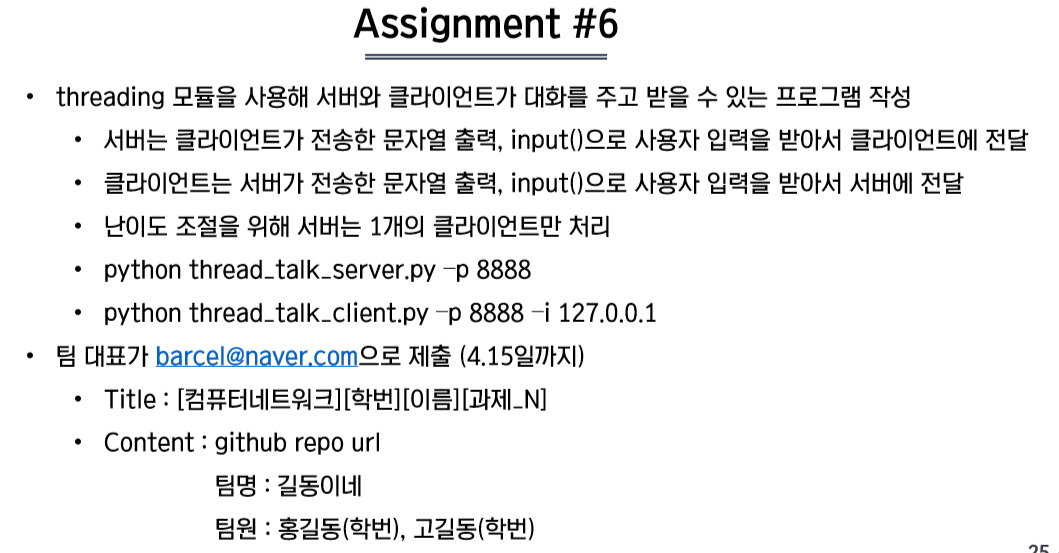 Assignment #6
• threading 모듈을 사용해 서버와 클라이언트가 대화를 주고 받을 수 있는 프로그램 작성
• 서버는 클라이언트가 전송한 문자열 출력, input()으로 사용자 입력을 받아서 클라이언트에 전달
• 클라이언트는 서버가 전송한 문자열 출력, input()으로 사용자 입력을 받아서 서버에 전달
• 난이도 조절을 위해 서버는 1개의 클라이언트만 처리
• python thread_talk_server.py –p 8888
• python thread_talk_client.py –p 8888 –i 127.0.0.1
• 팀 대표가 barcel@naver.com으로 제출 (4.15일까지)
• Title : [컴퓨터네트워크][학번][이름][과제_N]
• Content : github repo url
팀명 : 길동이네
팀원 : 홍길동(학번), 고길동(학번)
25